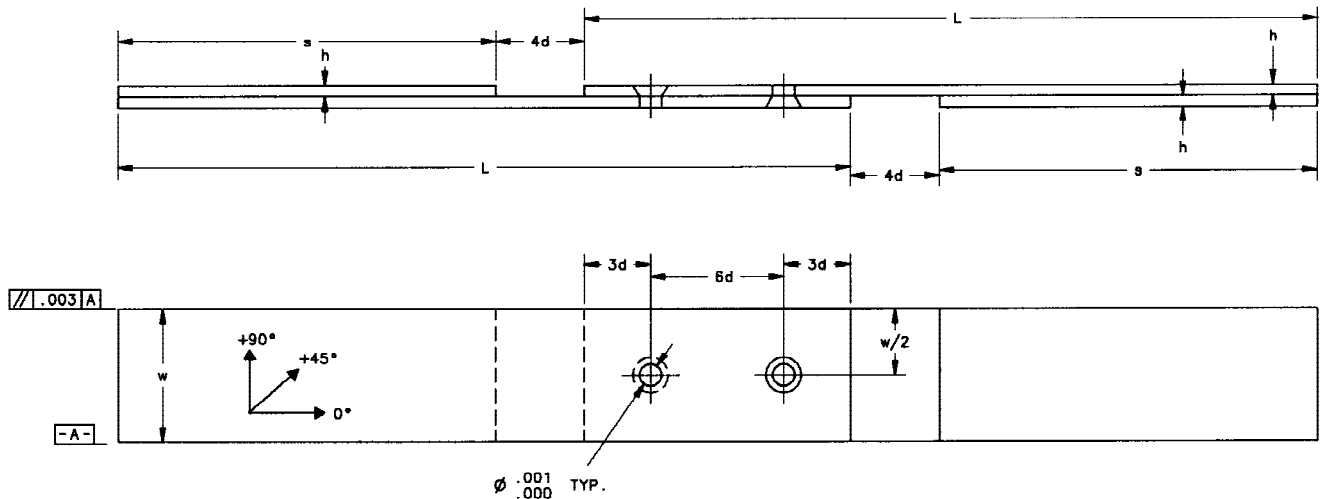 L
s
4d
h
h
L
4d
s
h
3d
6d
3d
// .003 A
+90°
+45°
w
w/2
0°
-A-
Ø .001
.000 TYP.